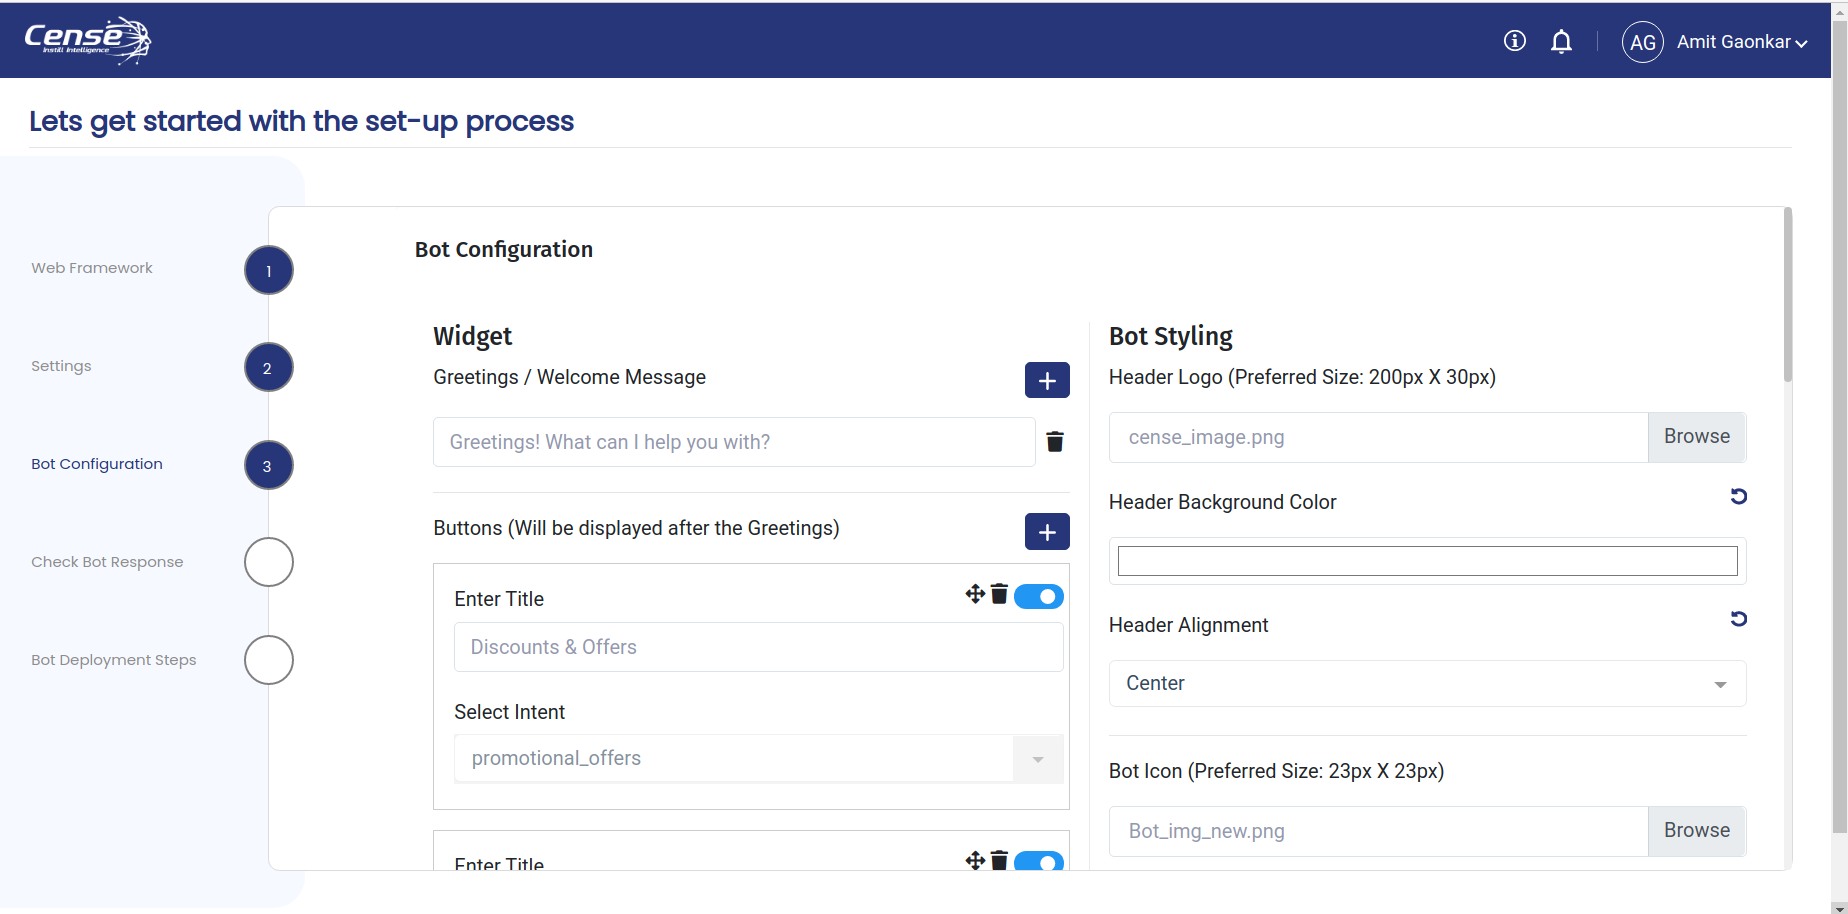 Cense
Instill Intelligence
AG
Amit Gaonkar
Lets get started with the set-up process
Web Framework
1
Settings
2
Bot Configuration
3
Check Bot Response
Bot Deployment Steps
Bot Configuration
Widget
Greetings / Welcome Message
Greetings! What can I help you with?
Buttons (Will be displayed after the Greetings)
Enter Title
Discounts & Offers
Select Intent
promotional_offers
Enter Title
Bot Styling
Header Logo (Preferred Size: 200px X 30px)
cense_image.png
Browse
Header Background Color
Header Alignment
Center
Bot Icon (Preferred Size: 23px X 23px)
Bot_img_new.png
Browse